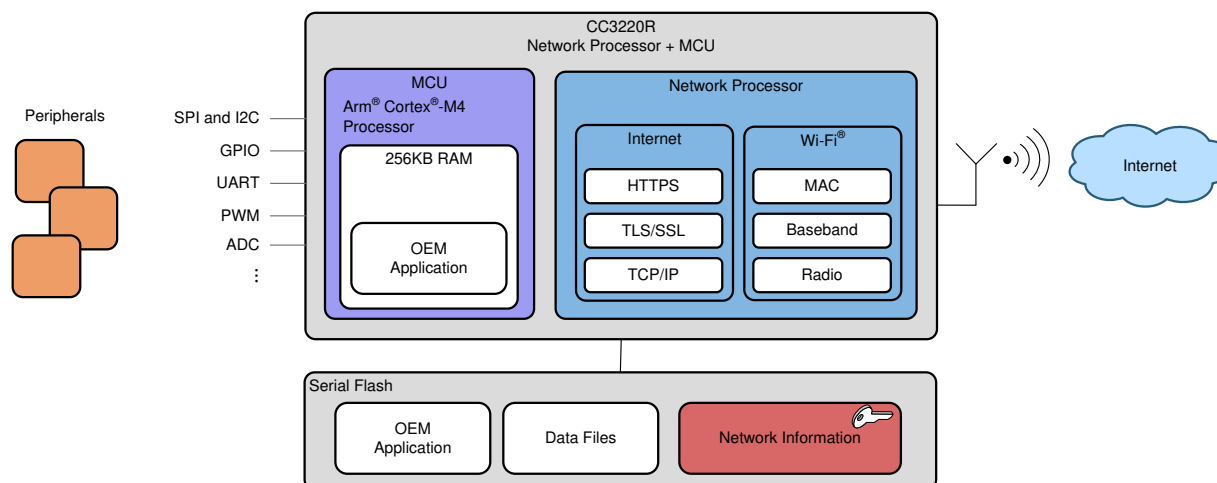 CC3220R
Network Processor + MCU
MCU
Arm® Cortex®-M4
Processor
256KB RAM
OEM
Application
Network Processor
Internet
HTTPS
TLS/SSL
TCP/IP
Wi-Fi®
MAC
Baseband
Radio
Peripherals
SPI and I2C
GPIO
UART
PWM
ADC
Internet
Serial Flash
OEM
Application
Data Files
Network Information